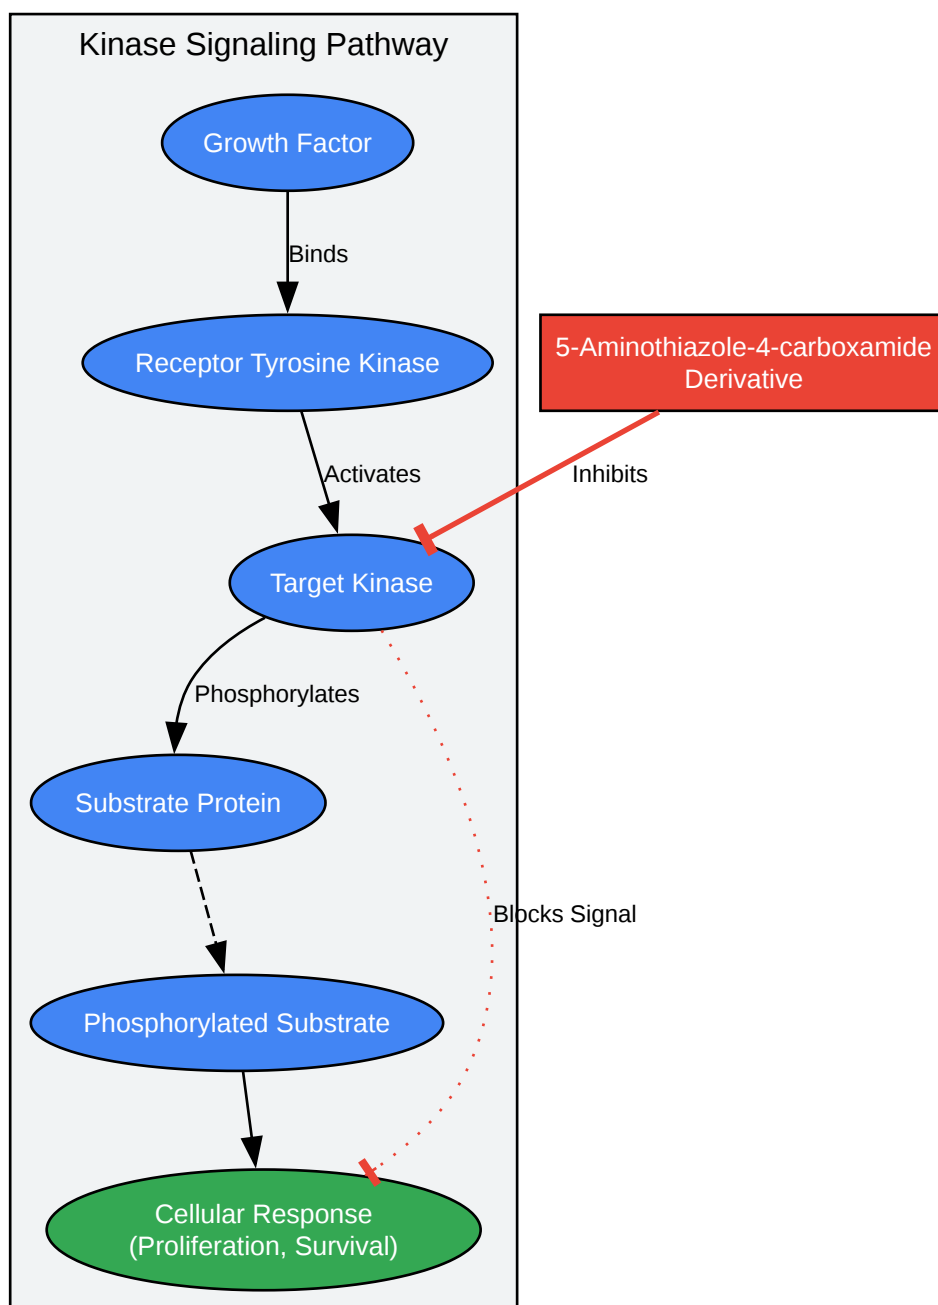 Kinase Signaling Pathway
Growth Factor
Binds
Receptor Tyrosine Kinase
5-Aminothiazole-4-carboxamide
Derivative
Activates
Inhibits
Target Kinase
Phosphorylates
Substrate Protein
Blocks Signal
Phosphorylated Substrate
Cellular Response
(Proliferation, Survival)